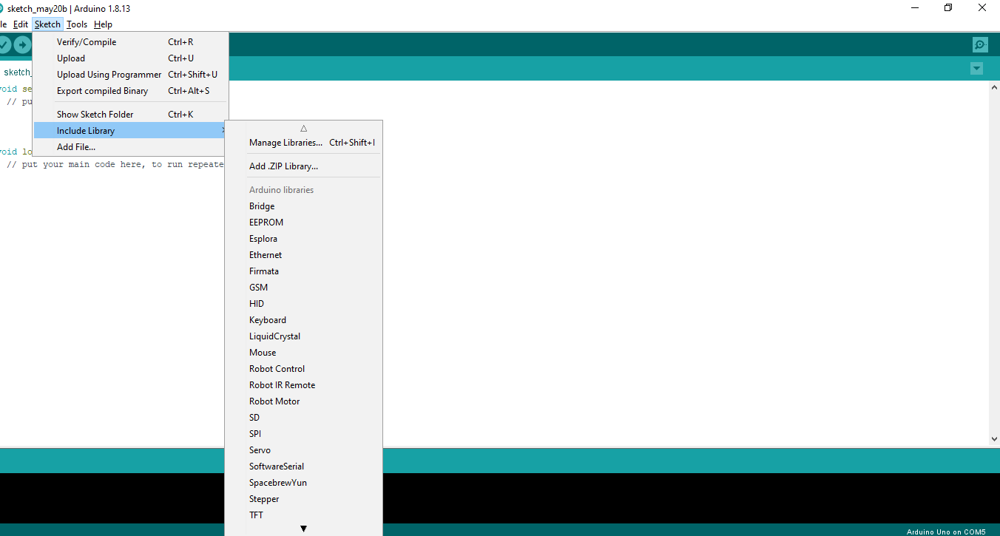 sketch_may20b | Arduino 1.8.13
le Edit Sketch Tools Help
Verify/Compile Ctrl+R
Upload Ctrl+U
Upload Using Programmer Ctrl+Shift+U
Export compiled Binary Ctrl+Alt+S
Show Sketch Folder Ctrl+K
Include Library
Add File...
sketch_
void se
// pu
void lo
// put your main code here, to run repeate
Manage Libraries... Ctrl+Shift+I
Add .ZIP Library...
Arduino libraries
Bridge
EEPROM
Esplora
Ethernet
Firmata
GSM
HID
Keyboard
LiquidCrystal
Mouse
Robot Control
Robot IR Remote
Robot Motor
SD
SPI
Servo
SoftwareSerial
SpacebrewYun
Stepper
TFT
Arduino Uno on COM5